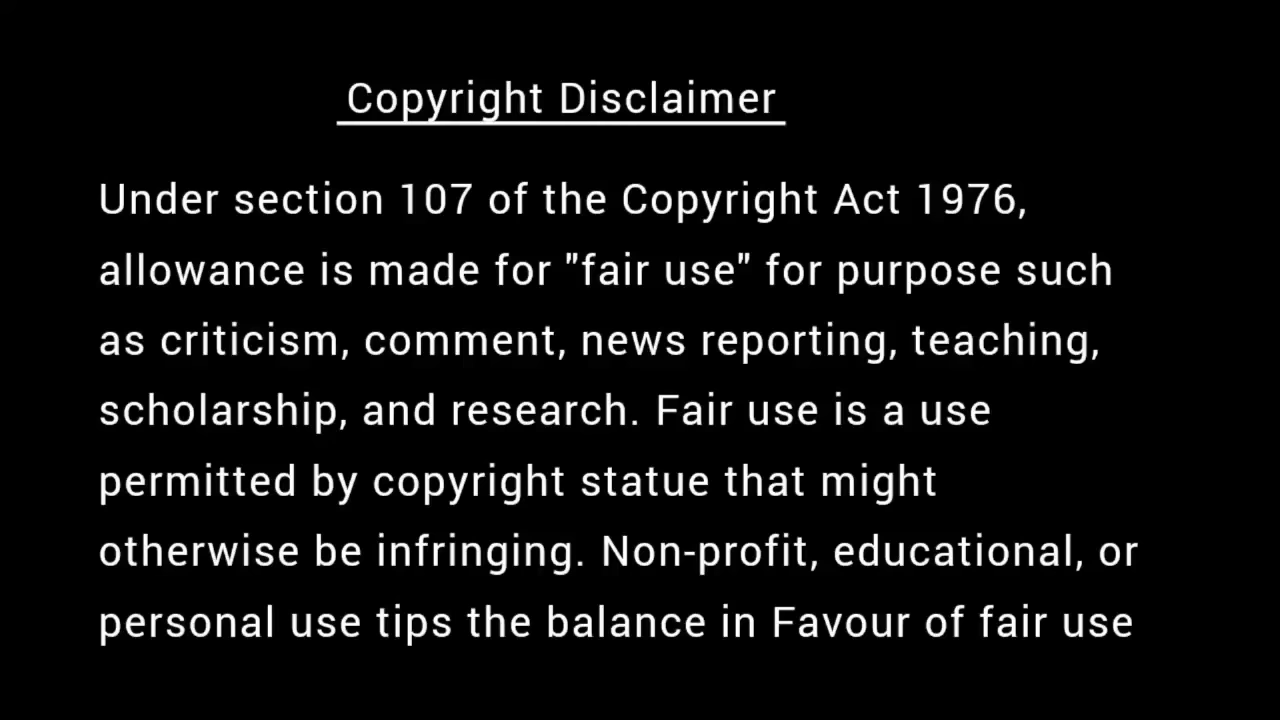 Copyright Disclaimer
Under section 107 of the Copyright Act 1976,
allowance is made for "fair use" for purpose such
as criticism, comment, news reporting, teaching,
scholarship, and research. Fair use is a use
permitted by copyright statue that might
otherwise be infringing. Non-profit, educational, or
personal use tips the balance in Favour of fair use